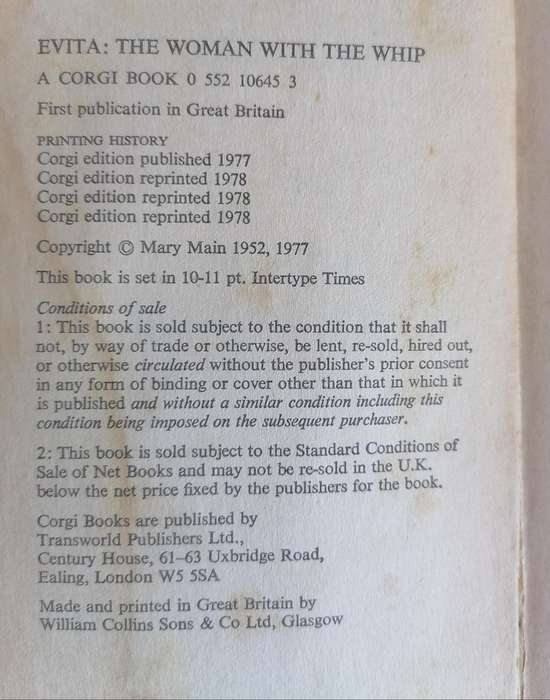 EVITA: THE WOMAN WITH THE WHIP
A CORGI BOOK 0 552 10645 3
First publication in Great Britain
PRINTING HISTORY
Corgi edition published 1977
Corgi edition reprinted 1978
Corgi edition reprinted 1978
Corgi edition reprinted 1978
Copyright © Mary Main 1952, 1977
This book is set in 10-11 pt. Intertype Times
Conditions of sale
1: This book is sold subject to the condition that it shall
not, by way of trade or otherwise, be lent, re-sold, hired out,
or otherwise circulated without the publisher's prior consent
in any form of binding or cover other than that in which it
is published and without a similar condition including this
condition being imposed on the subsequent purchaser.
2: This book is sold subject to the Standard Conditions of
Sale of Net Books and may not be re-sold in the U.K.
below the net price fixed by the publishers for the book.
Corgi Books are published by
Transworld Publishers Ltd.,
Century House, 61–63 Uxbridge Road,
Ealing, London W5 5SA
Made and printed in Great Britain by
William Collins Sons & Co Ltd, Glasgow